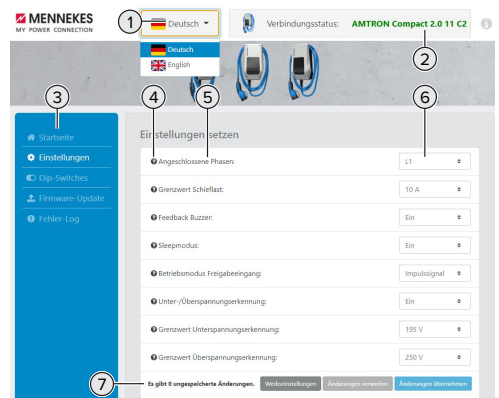 MENNEKES
MY POWER CONNECTION
1
Deutsch
Verbindungsstatus: AMTRON Compact 2.0 11 C2
2
Deutsch
English
3
4
5
6
Startseite
Einstellungen
Dip-Switches
Firmware-Update
Fehler-Log
Einstellungen setzen
Angeschlossene Phasen: L1
Grenzwert Schieflast: 10 A
Feedback Buzzer: Ein
Sleepmodus: Ein
Betriebsmodus Freigabeeingang: Impulssignal
Unter-/Überspannungserkennung: Ein
Grenzwert Unterspannungserkennung: 195 V
Grenzwert Überspannungserkennung: 250 V
7
Es gibt 0 ungespeicherte Änderungen. Werkseinstellungen Änderungen verwerfen Änderungen übernehmen